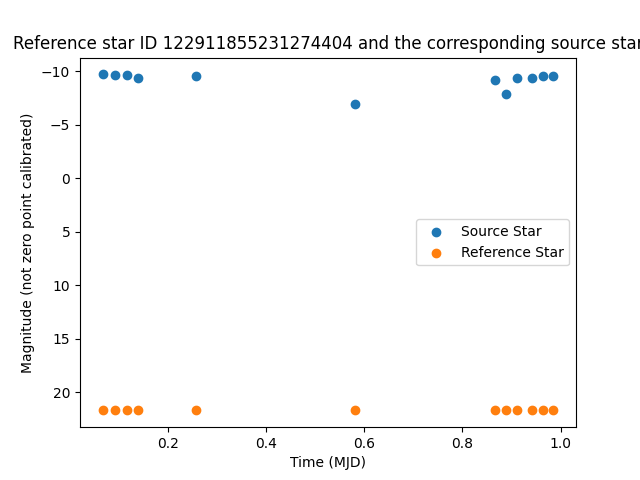 Reference star ID 122911855231274404 and the corresponding source star
Magnitude (not zero point calibrated)
−10
−5
0
5
10
15
20
Source Star
Reference Star
0.2
0.4
0.6
0.8
1.0
Time (MJD)